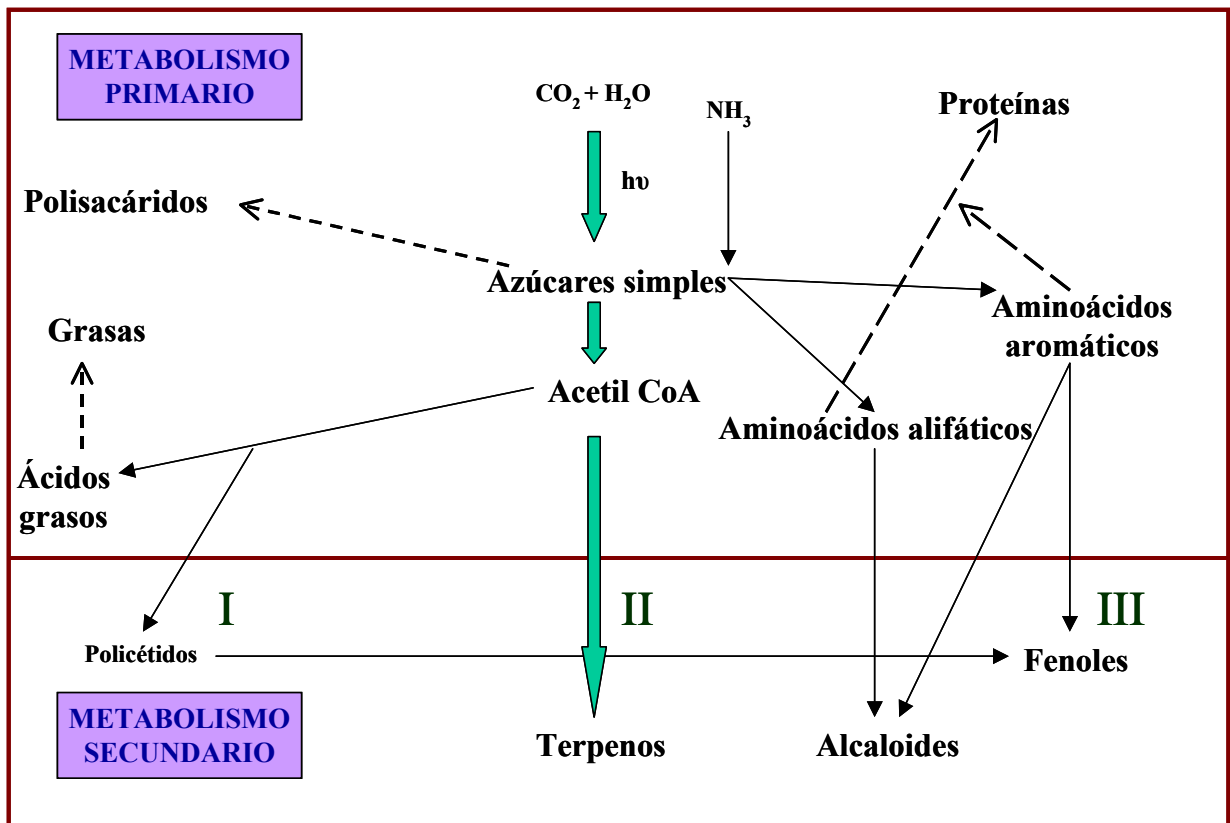 METABOLISMO
PRIMARIO
CO₂ + H₂O
NH₃
Proteínas
hυ
Polisacáridos
Azúcares simples
Aminoácidos
aromáticos
Grasas
Acetil CoA
Aminoácidos alifáticos
Ácidos
grasos
I
II
III
Policétidos
Fenoles
METABOLISMO
SECUNDARIO
Terpenos
Alcaloides